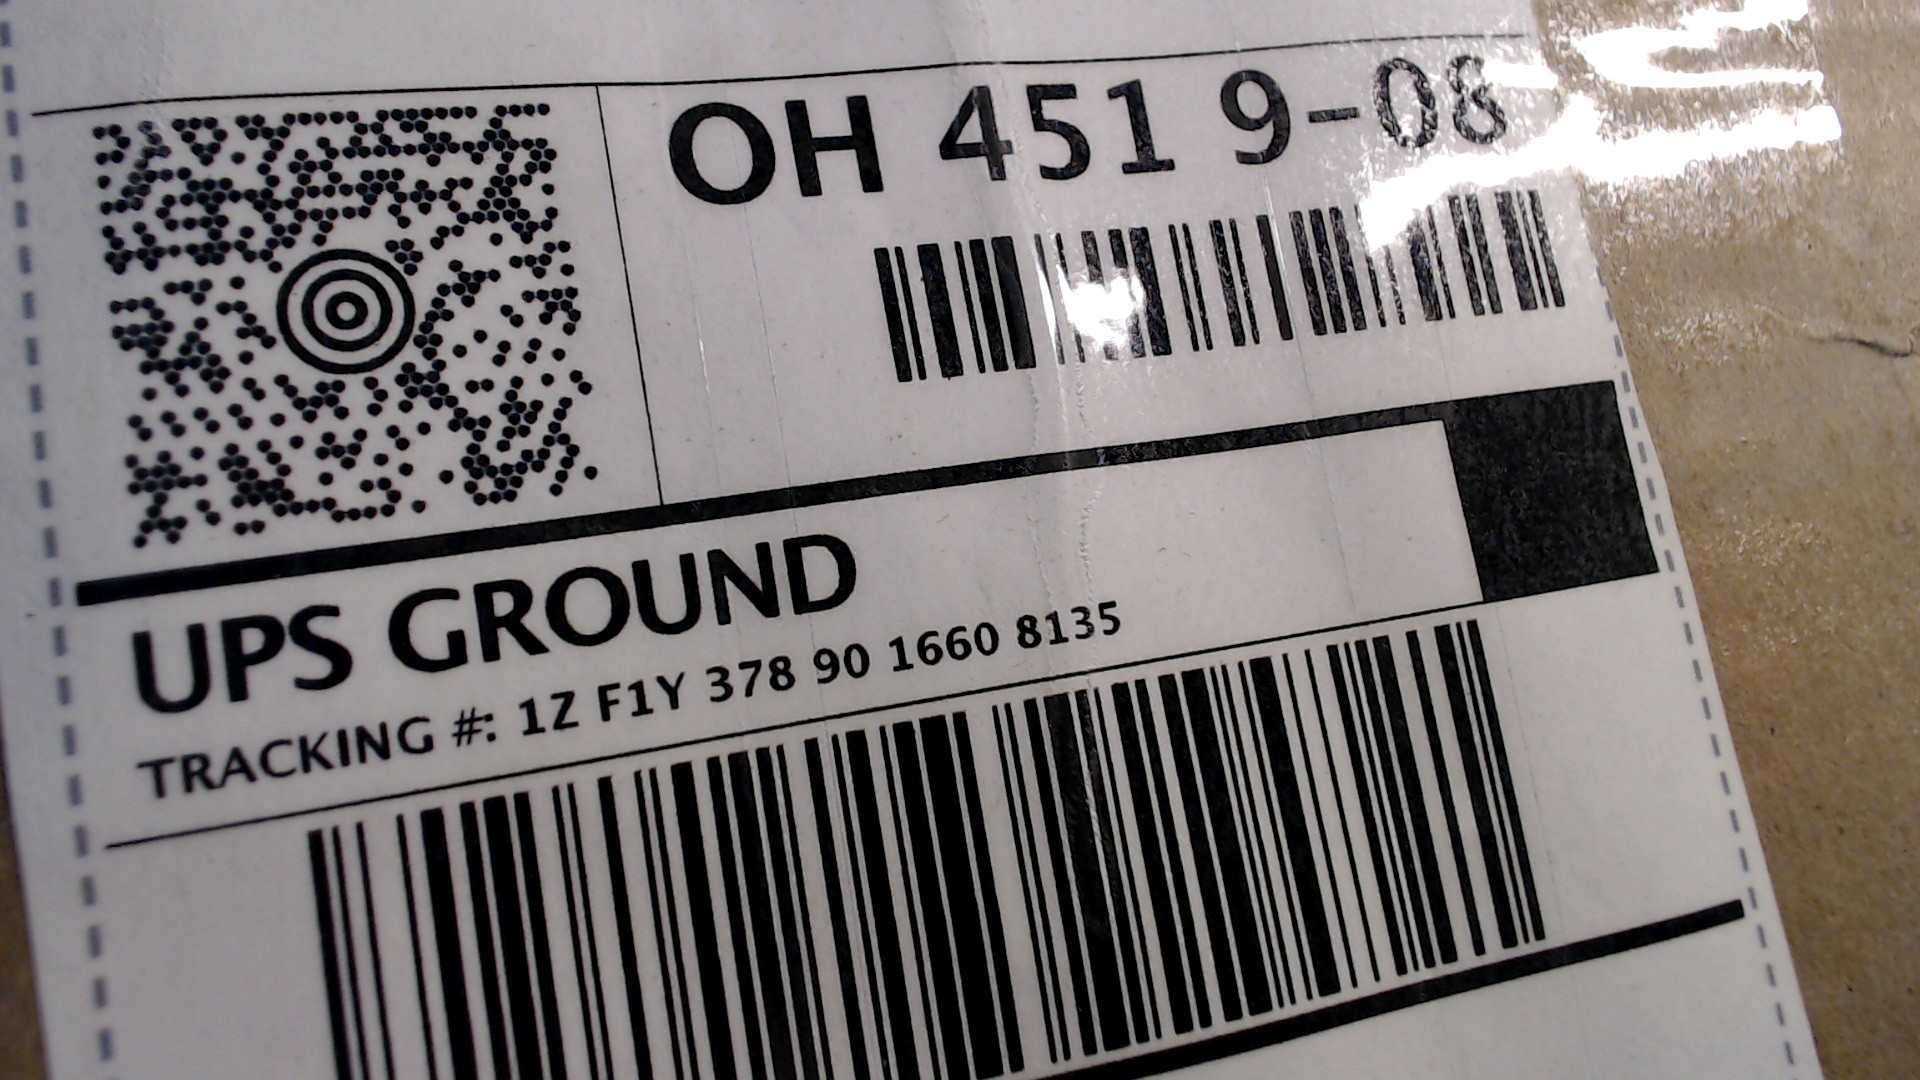 OH 451 9-08
UPS GROUND
TRACKING #: 1Z F1Y 378 90 1660 8135